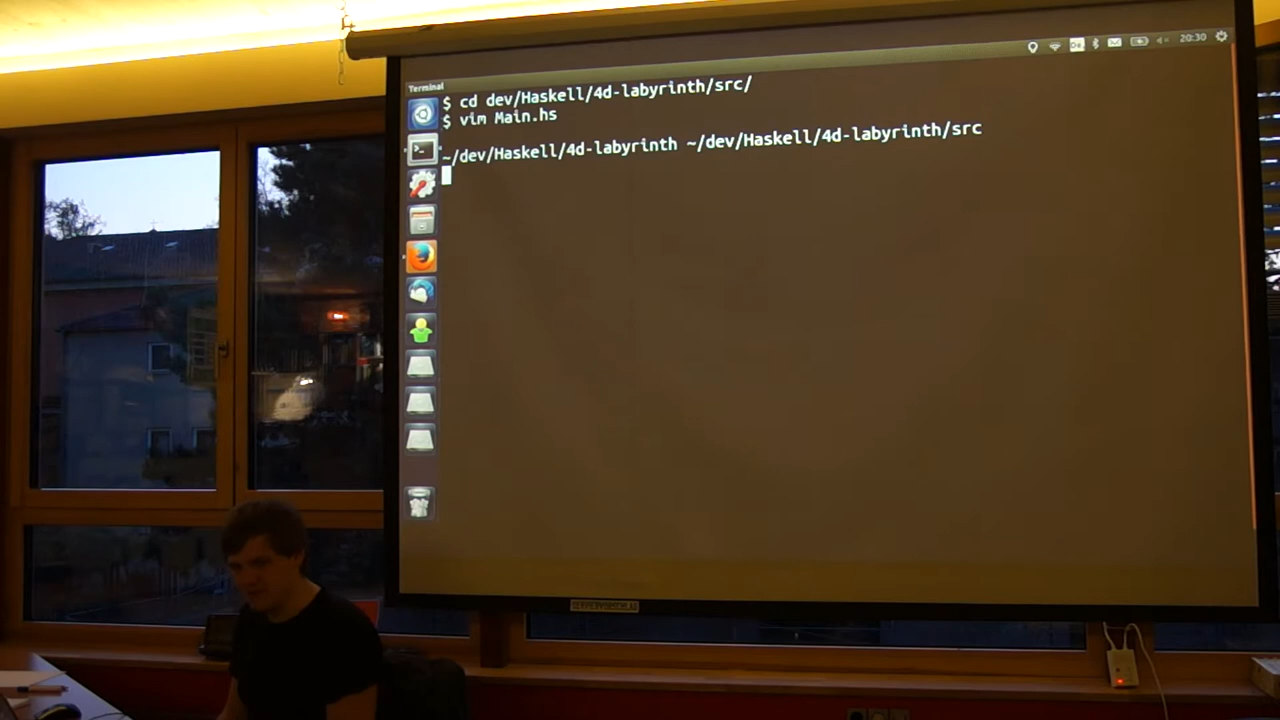 Terminal
De
20:30
$ cd dev/Haskell/4d-labyrinth/src/
$ vim Main.hs
~/dev/Haskell/4d-labyrinth ~/dev/Haskell/4d-labyrinth/src